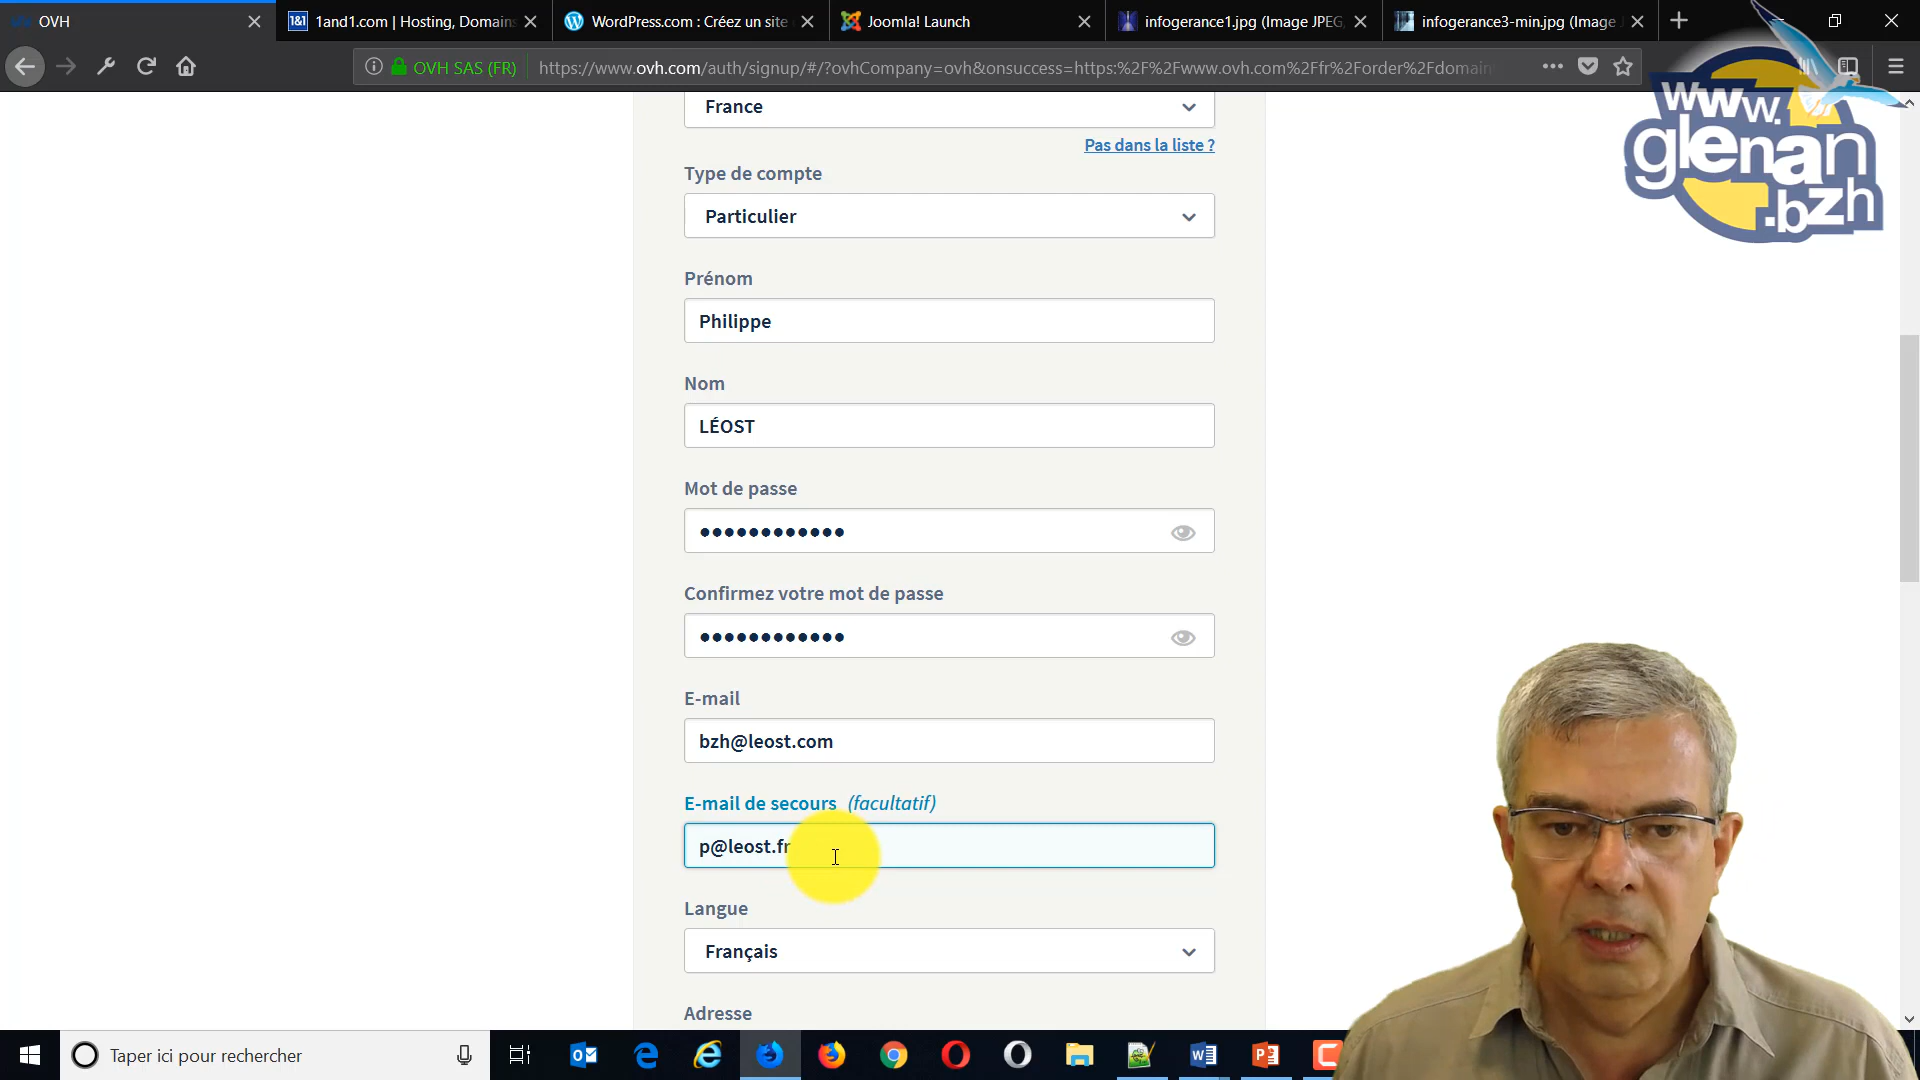 OVH
1and1.com | Hosting, Domains
WordPress.com : Créez un site
Joomla! Launch
infogerance1.jpg (Image JPEG,
infogerance3-min.jpg (Image J
OVH SAS (FR)
https://www.ovh.com/auth/signup/#/?ovhCompany=ovh&onsuccess=https:%2F%2Fwww.ovh.com%2Ffr%2Forder%2Fdomain
www.
glenan
.bzh
France
Pas dans la liste ?
Type de compte
Particulier
Prénom
Philippe
Nom
LÉOST
Mot de passe
••••••••••••
Confirmez votre mot de passe
••••••••••••
E-mail
bzh@leost.com
E-mail de secours (facultatif)
p@leost.fr
Langue
Français
Adresse
Taper ici pour rechercher